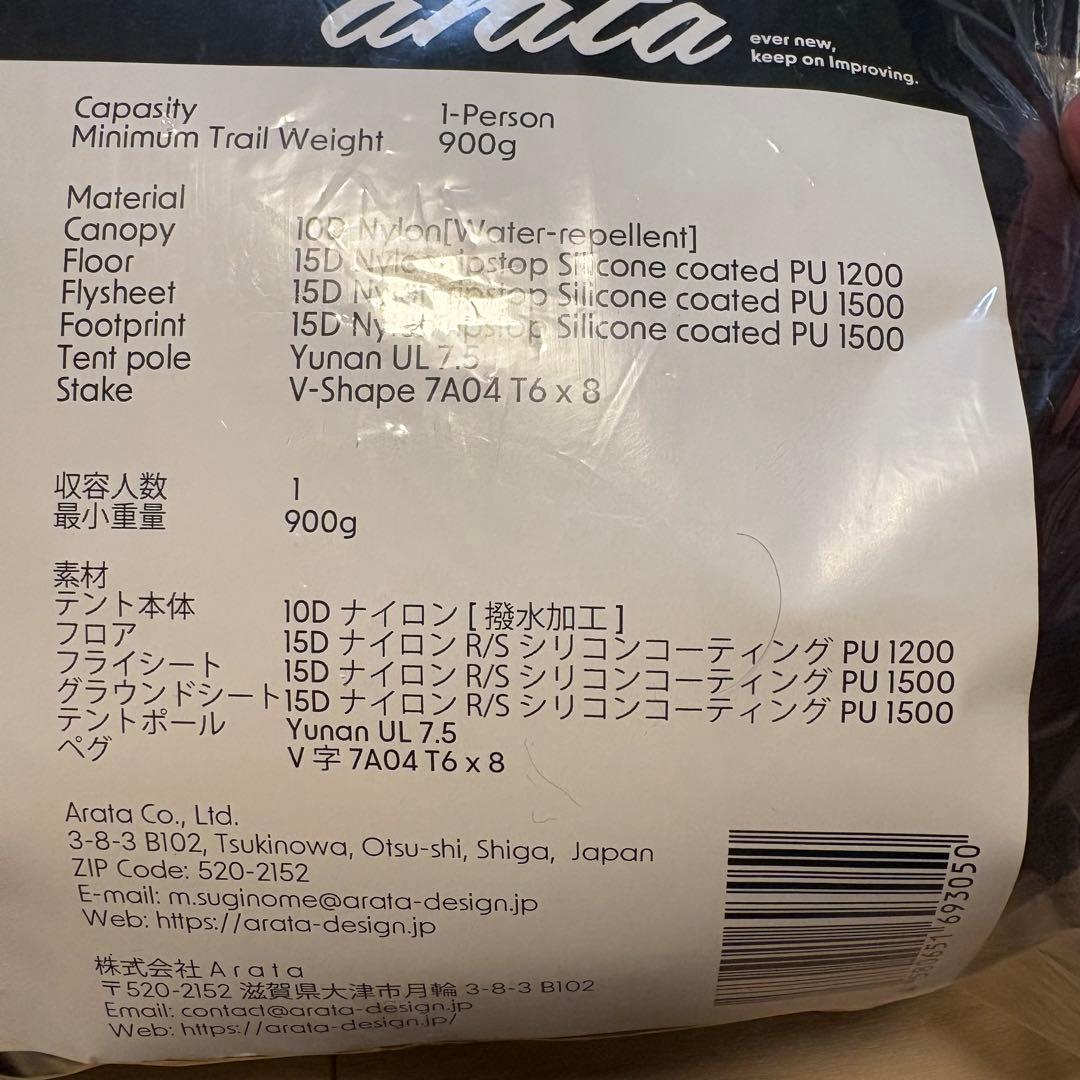 arata
ever new,
keep on Improving.
Capasity 1-Person
Minimum Trail Weight 900g
Material
Canopy 10D Nylon[Water-repellent]
Floor 15D Nylon Ripstop Silicone coated PU 1200
Flysheet 15D Nylon Ripstop Silicone coated PU 1500
Footprint 15D Nylon Ripstop Silicone coated PU 1500
Tent pole Yunan UL 7.5
Stake V-Shape 7A04 T6 x 8
収容人数 1
最小重量 900g
素材
テント本体 10D ナイロン [ 撥水加工 ]
フロア 15D ナイロン R/S シリコンコーティング PU 1200
フライシート 15D ナイロン R/S シリコンコーティング PU 1500
グラウンドシート 15D ナイロン R/S シリコンコーティング PU 1500
テントポール Yunan UL 7.5
ペグ V 字 7A04 T6 x 8
Arata Co., Ltd.
3-8-3 B102, Tsukinowa, Otsu-shi, Shiga, Japan
ZIP Code: 520-2152
E-mail: m.suginome@arata-design.jp
Web: https://arata-design.jp
株式会社 Arata
〒520-2152 滋賀県大津市月輪 3-8-3 B102
Email: contact@arata-design.jp
Web: https://arata-design.jp/
693050